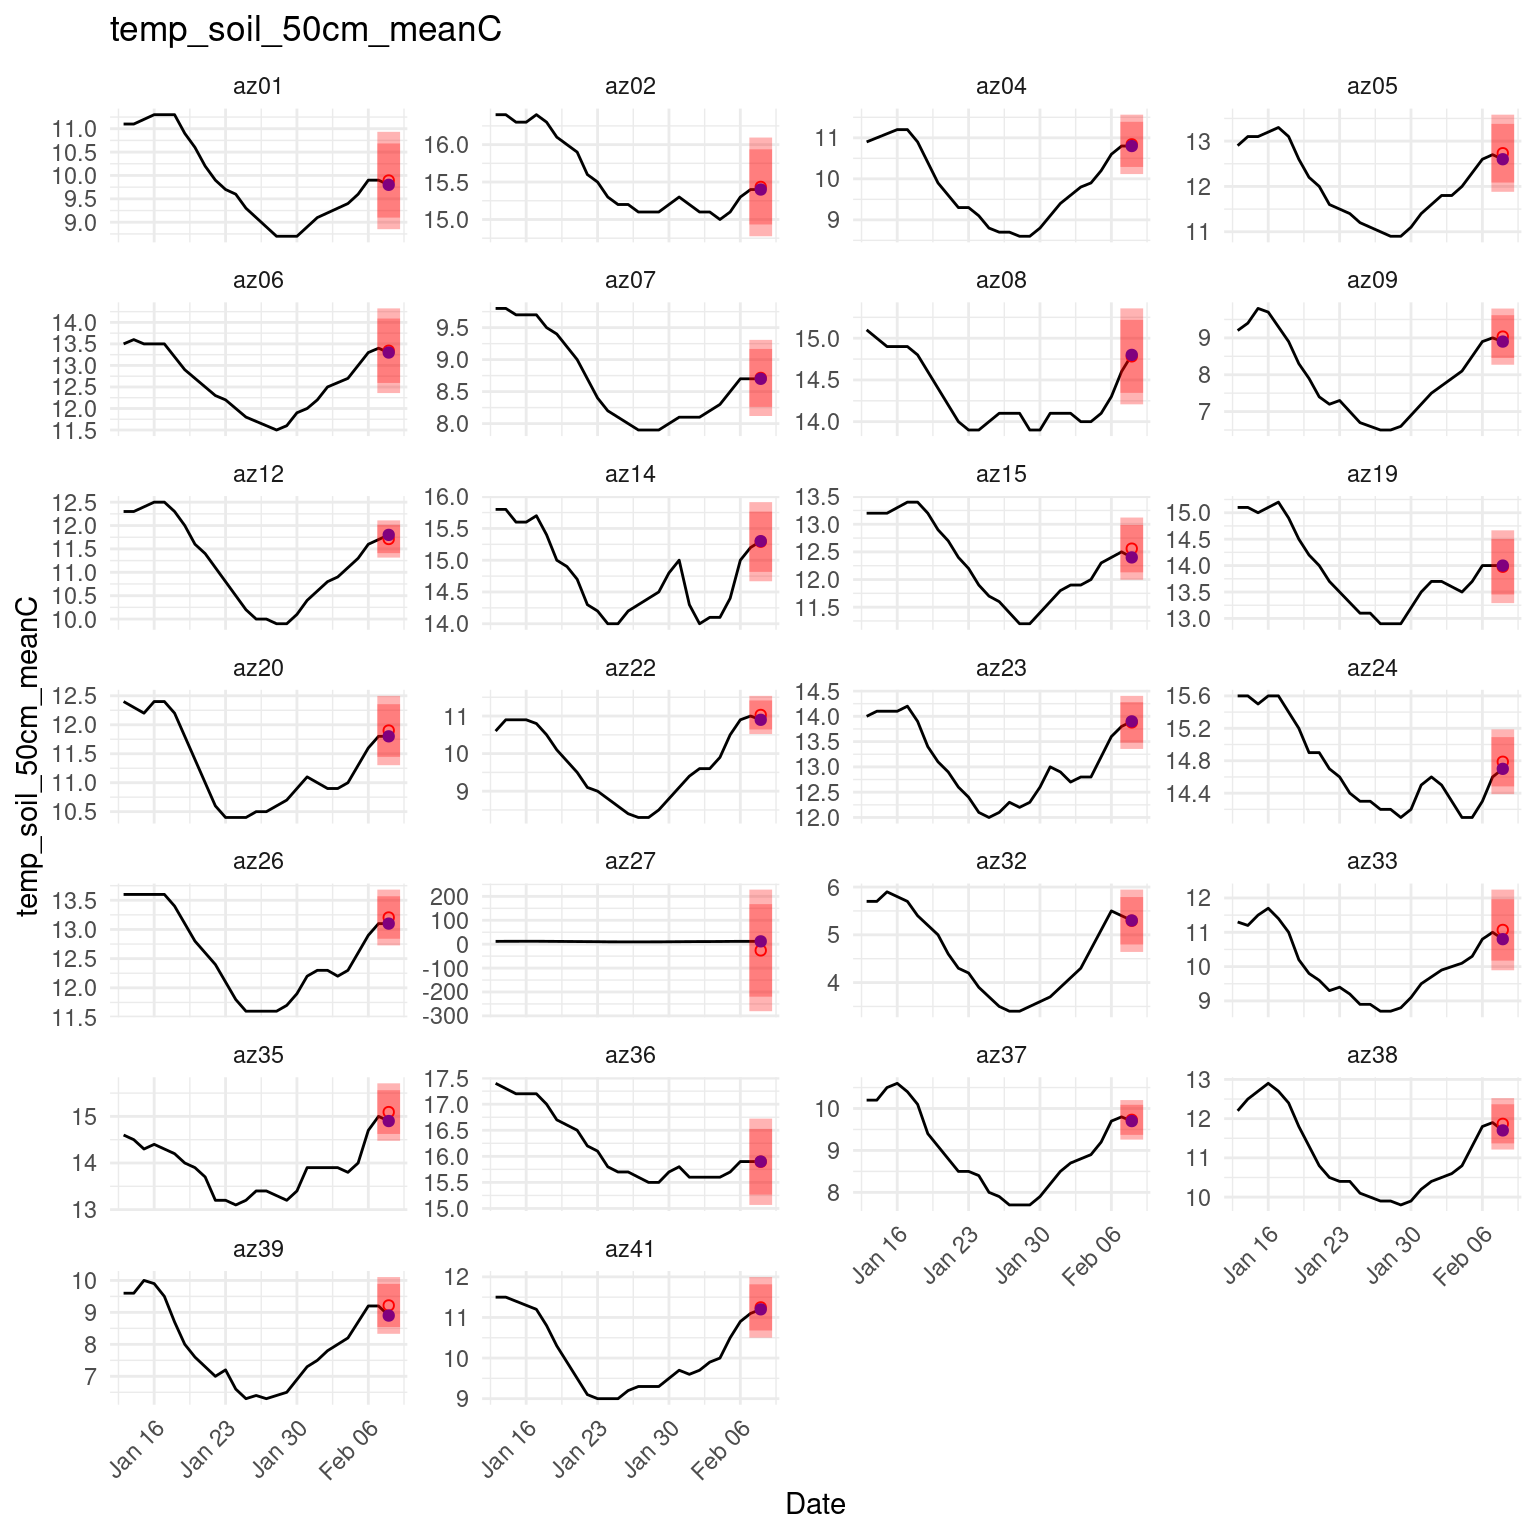 temp_soil_50cm_meanC
az01 az02 az04 az05
11.0 10.5 10.0 9.5 9.0
16.0 15.5 15.0
11 10 9
13 12 11
az06 az07 az08 az09
14.0 13.5 13.0 12.5 12.0 11.5
9.5 9.0 8.5 8.0
15.0 14.5 14.0
9 8 7
az12 az14 az15 az19
12.5 12.0 11.5 11.0 10.5 10.0
16.0 15.5 15.0 14.5 14.0
13.5 13.0 12.5 12.0 11.5
15.0 14.5 14.0 13.5 13.0
az20 az22 az23 az24
12.5 12.0 11.5 11.0 10.5
11 10 9
14.5 14.0 13.5 13.0 12.5 12.0
15.6 15.2 14.8 14.4
az26 az27 az32 az33
13.5 13.0 12.5 12.0 11.5
200 100 0 -100 -200 -300
6 5 4
12 11 10 9
az35 az36 az37 az38
15 14 13
17.5 17.0 16.5 16.0 15.5 15.0
10 9 8
13 12 11 10
Jan 16 Jan 23 Jan 30 Feb 06
Jan 16 Jan 23 Jan 30 Feb 06
az39 az41
10 9 8 7
12 11 10 9
Jan 16 Jan 23 Jan 30 Feb 06
Jan 16 Jan 23 Jan 30 Feb 06
temp_soil_50cm_meanC
Date